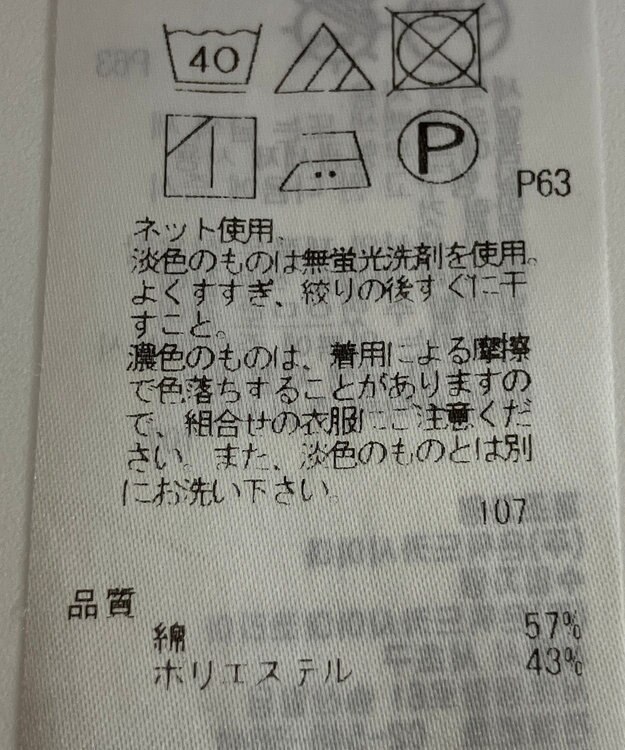 40
P
P63
ネット使用。
淡色のものは無蛍光洗剤を使用。
よくすすぎ、絞りの後すぐに干
すこと。
濃色のものは、着用による摩擦
で色落ちすることがありますの
で、組合せの衣服にご注意くだ
さい。また、淡色のものとは別
にお洗い下さい。
107
品質
綿 57%
ポリエステル 43%